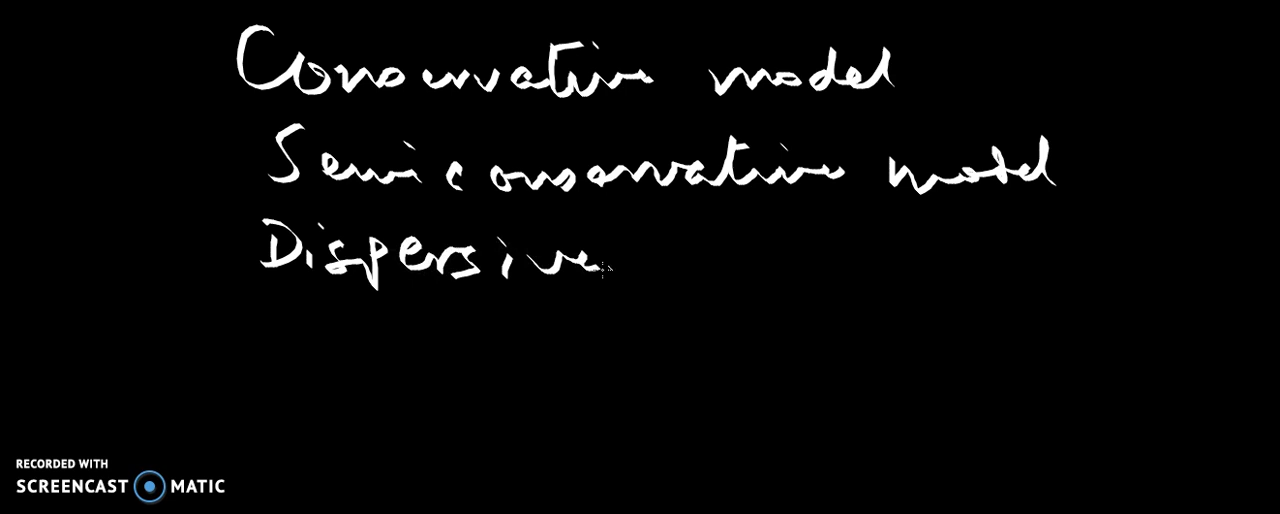 Conservative model
Semiconservative model
Dispersive
RECORDED WITH
SCREENCAST MATIC